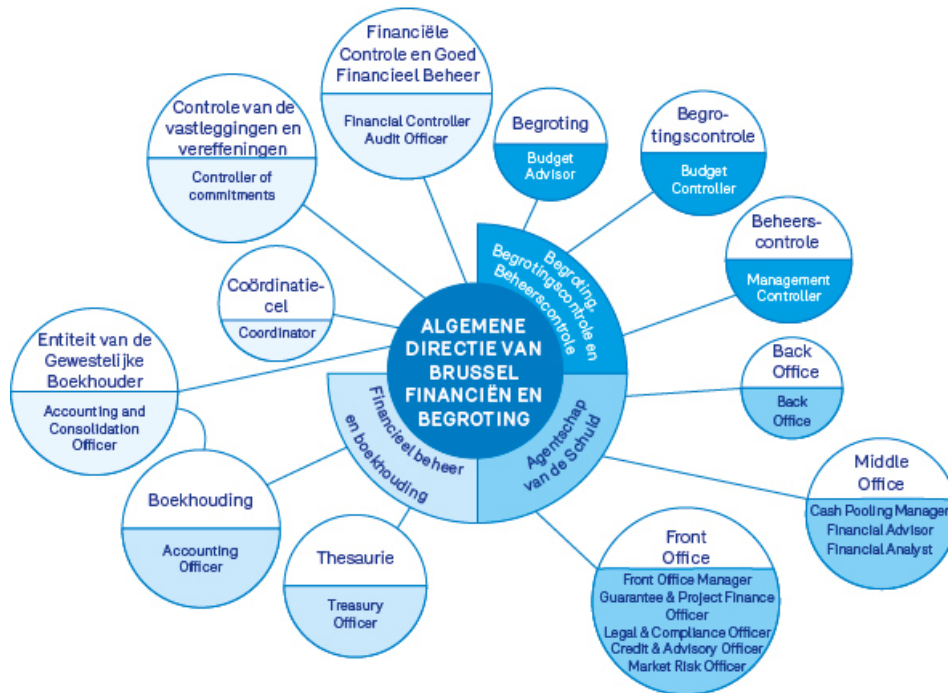 Financiële
Controle en Goed
Financieel Beheer
Financial Controller
Audit Officer
Controle van de
vastleggingen en
vereffeningen
Controller of
commitments
Begroting
Budget
Advisor
Begro-
tingscontrole
Budget
Controller
Beheers-
controle
Management
Controller
Coördinatie-
cel
Coordinator
Begroting,
Begrotingscontrole en
Beheerscontrole
ALGEMENE
DIRECTIE VAN
BRUSSEL
FINANCIËN EN
BEGROTING
Entiteit van de
Gewestelijke
Boekhouder
Accounting and
Consolidation
Officer
Back
Office
Back
Office
Financieel beheer
en boekhouding
Agentschap
van de Schuld
Middle
Office
Cash Pooling Manager
Financial Advisor
Financial Analyst
Boekhouding
Accounting
Officer
Thesaurie
Treasury
Officer
Front
Office
Front Office Manager
Guarantee & Project Finance
Officer
Legal & Compliance Officer
Credit & Advisory Officer
Market Risk Officer